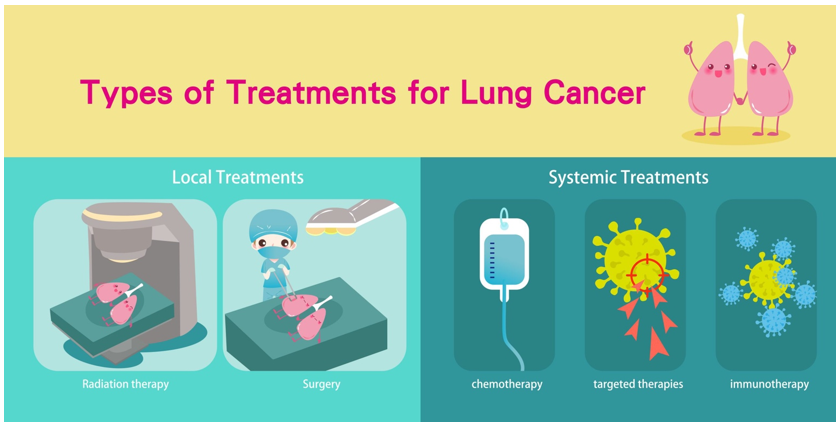 Types of Treatments for Lung Cancer
Local Treatments
Radiation therapy
Surgery
Systemic Treatments
chemotherapy
targeted therapies
immunotherapy